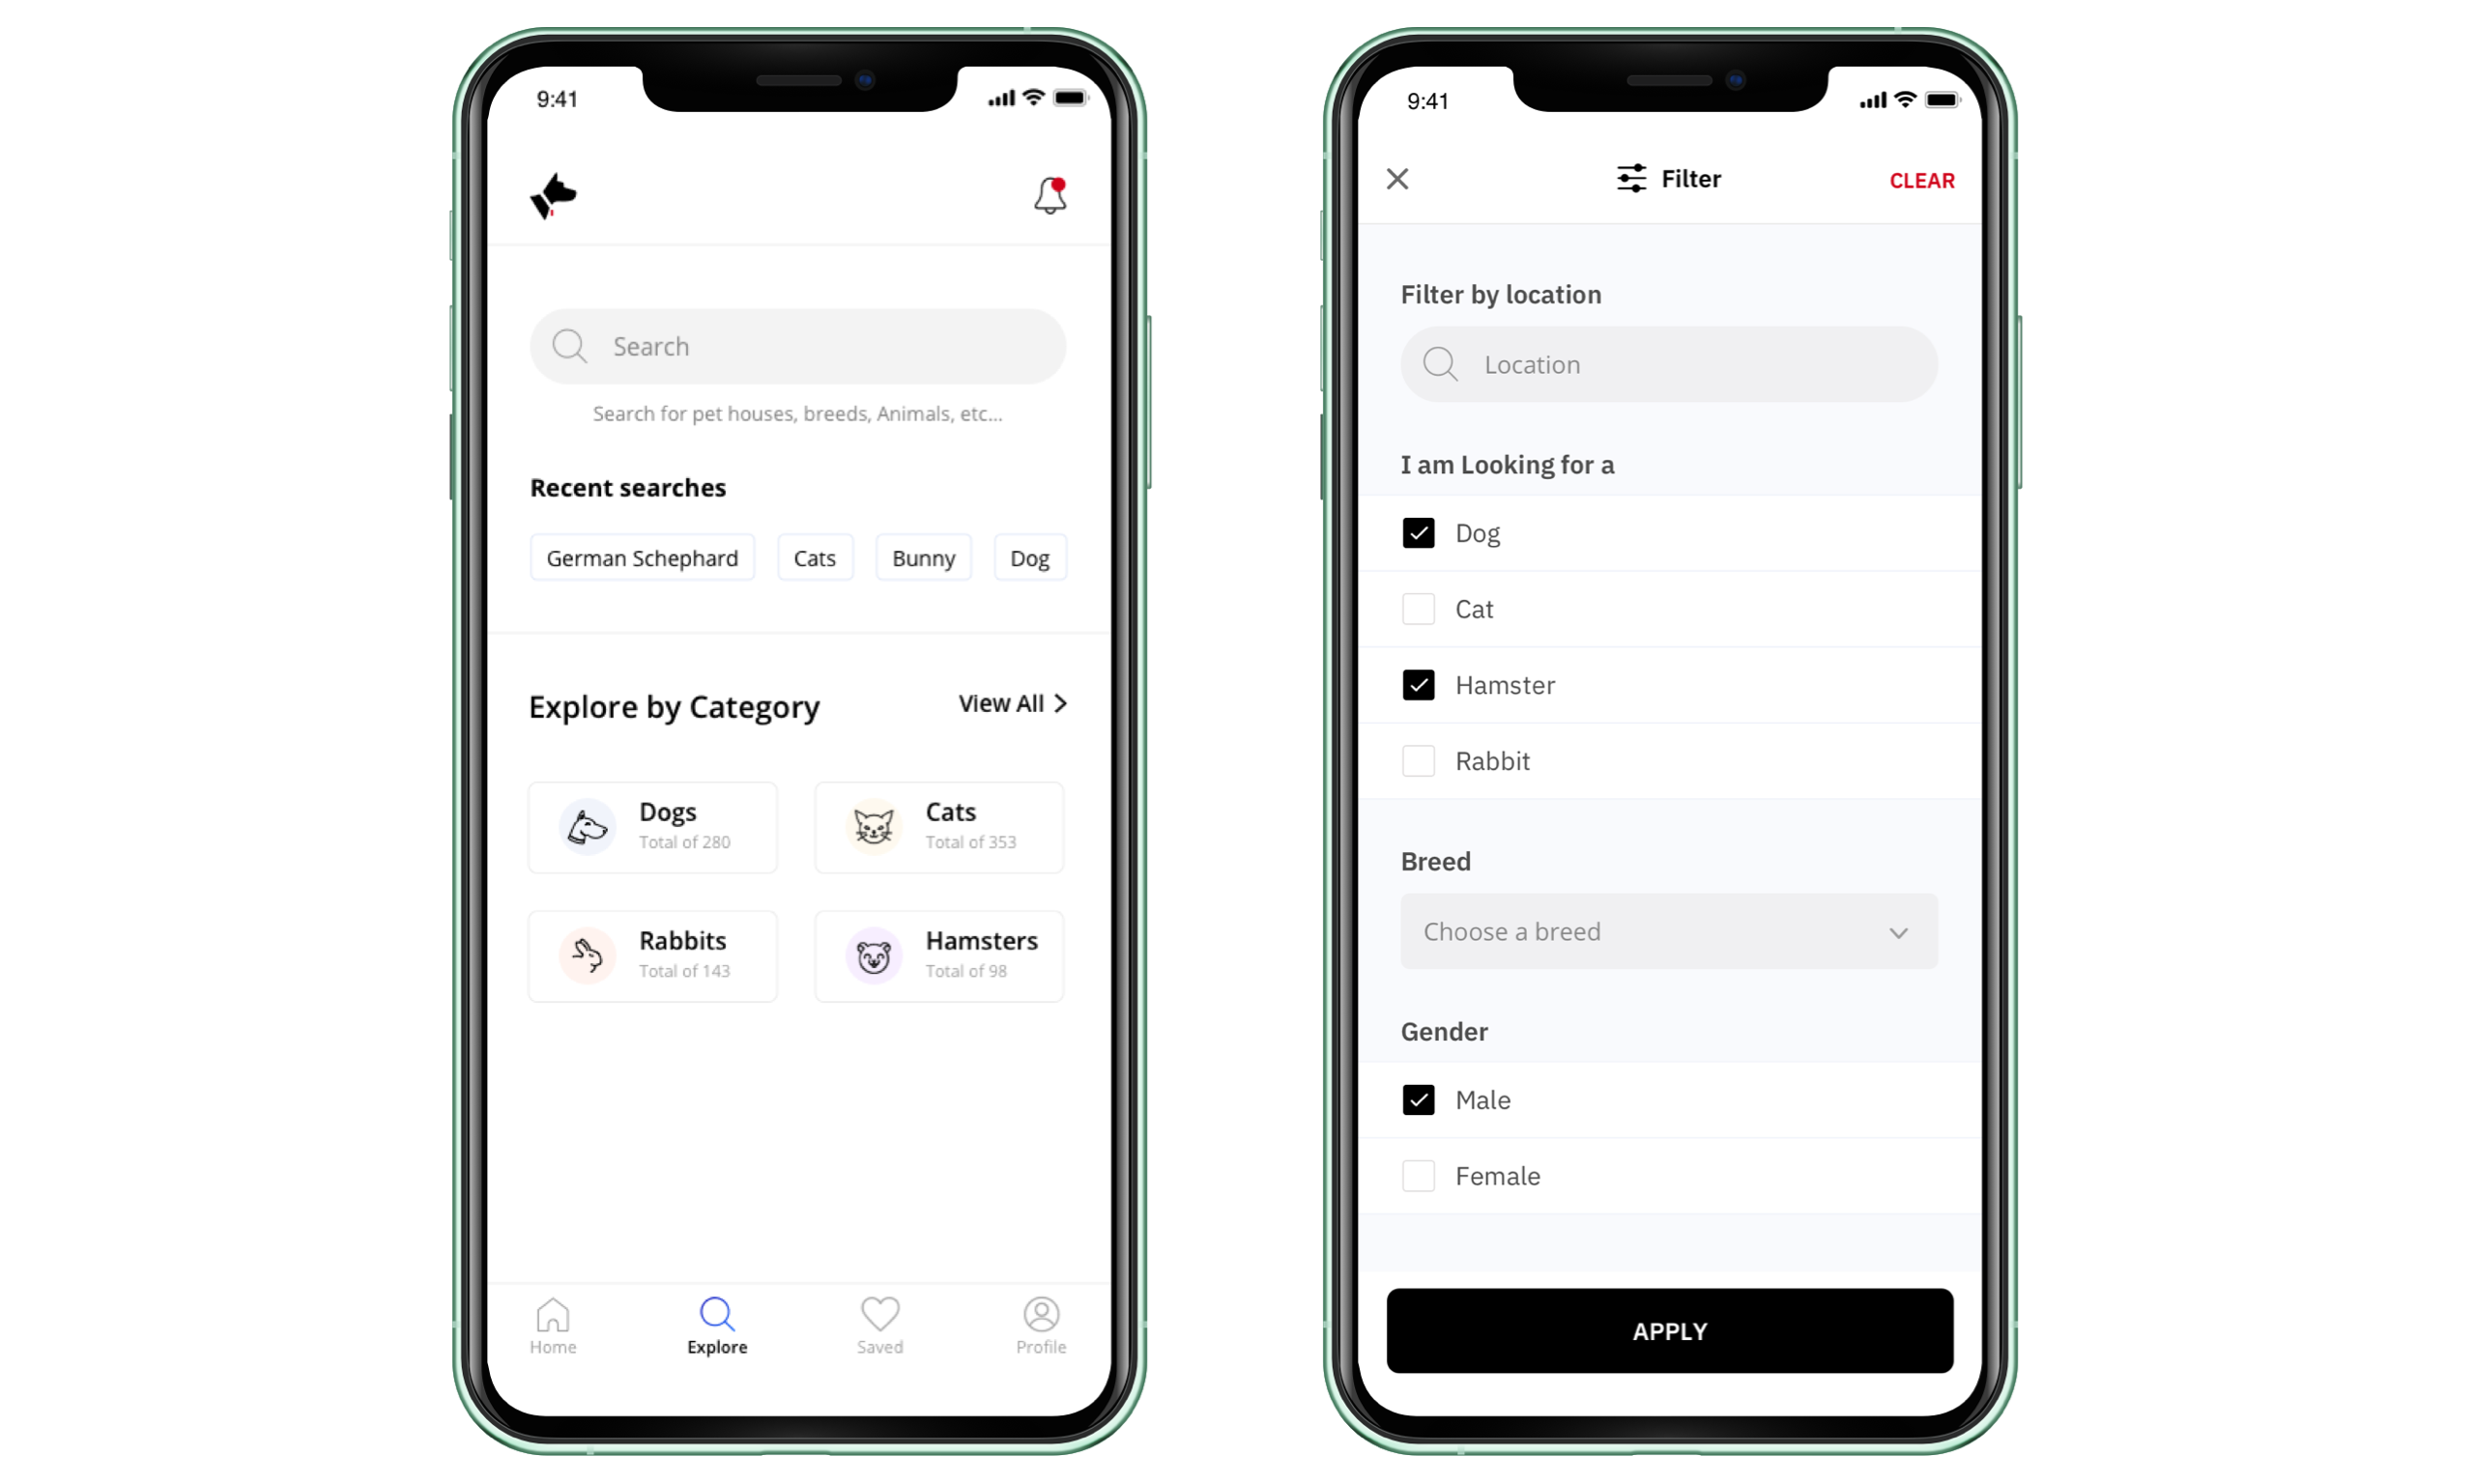 9:41
Search
Search for pet houses, breeds, Animals, etc...
Recent searches
German Schephard Cats Bunny Dog
Explore by Category View All
Dogs
Total of 280
Cats
Total of 353
Rabbits
Total of 143
Hamsters
Total of 98
Home Explore Saved Profile
9:41
Filter CLEAR
Filter by location
Location
I am Looking for a
Dog
Cat
Hamster
Rabbit
Breed
Choose a breed
Gender
Male
Female
APPLY